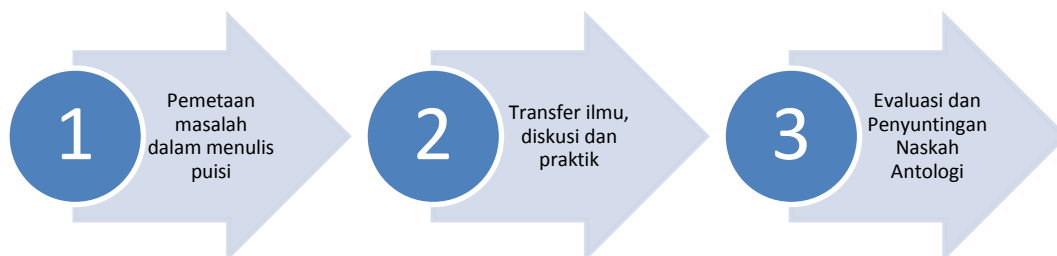 1
Pemetaan
masalah
dalam menulis
puisi
2
Transfer ilmu,
diskusi dan
praktik
3
Evaluasi dan
Penyuntingan
Naskah
Antologi